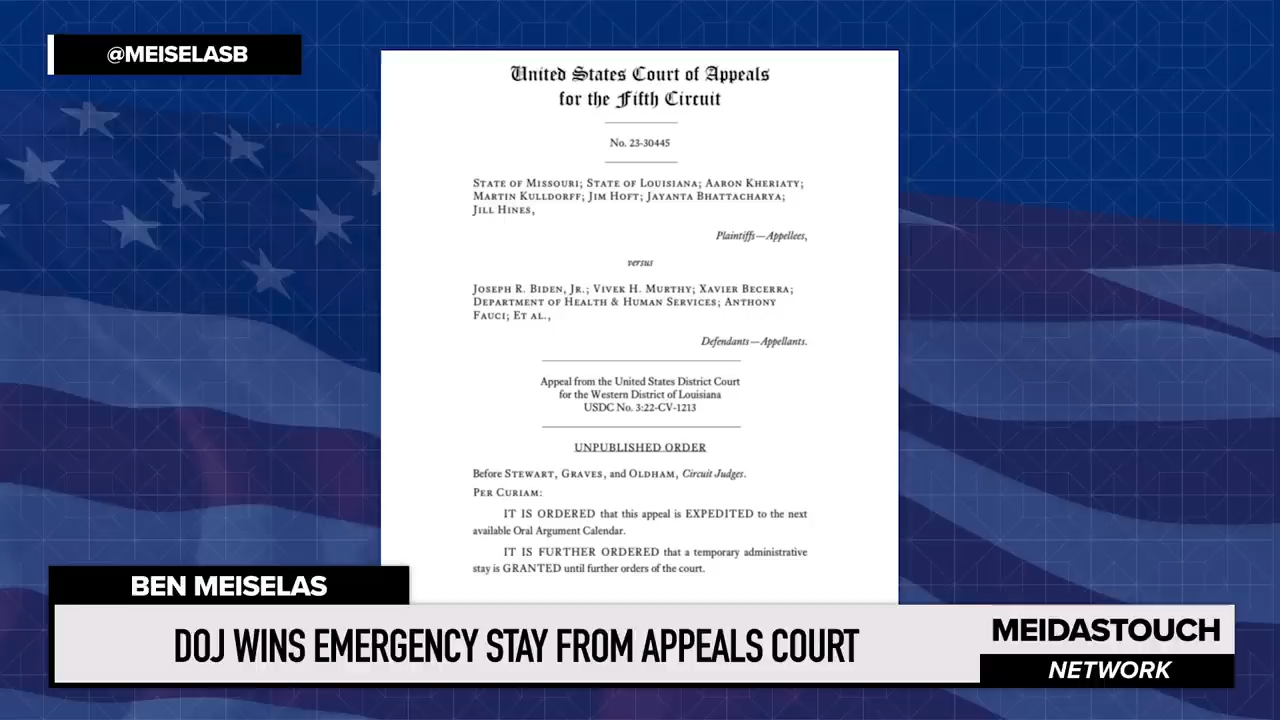 @MEISELASB
United States Court of Appeals
for the Fifth Circuit
No. 23-30445
State of Missouri; State of Louisiana; Aaron Kheriaty;
Martin Kulldorff; Jim Hoft; Jayanta Bhattacharya;
Jill Hines,
Plaintiffs—Appellees,
versus
Joseph R. Biden, Jr.; Vivek H. Murthy; Xavier Becerra;
Department of Health & Human Services; Anthony
Fauci; Et al.,
Defendants—Appellants.
Appeal from the United States District Court
for the Western District of Louisiana
USDC No. 3:22-CV-1213
UNPUBLISHED ORDER
Before Stewart, Graves, and Oldham, Circuit Judges.
Per Curiam:
IT IS ORDERED that this appeal is EXPEDITED to the next
available Oral Argument Calendar.
IT IS FURTHER ORDERED that a temporary administrative
stay is GRANTED until further orders of the court.
BEN MEISELAS
DOJ WINS EMERGENCY STAY FROM APPEALS COURT
MEIDASTOUCH
NETWORK